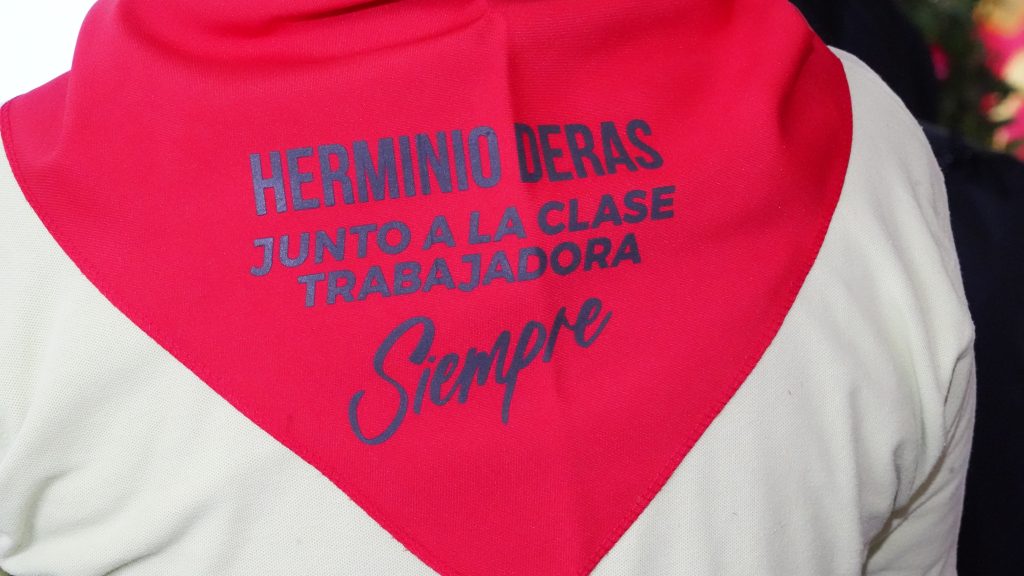 HERMINIO DERAS
JUNTO A LA CLASE
TRABAJADORA
Siempre